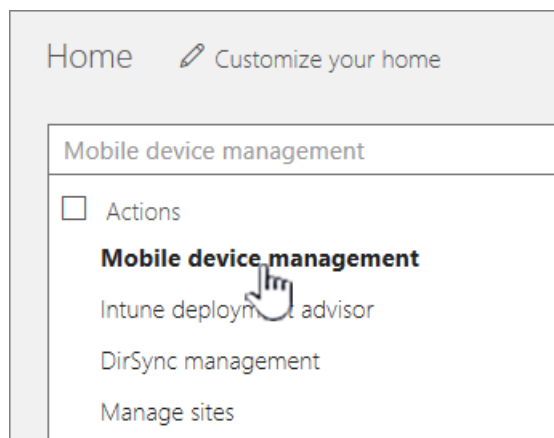 Home Customize your home
Mobile device management
Actions
Mobile device management
Intune deployment advisor
DirSync management
Manage sites